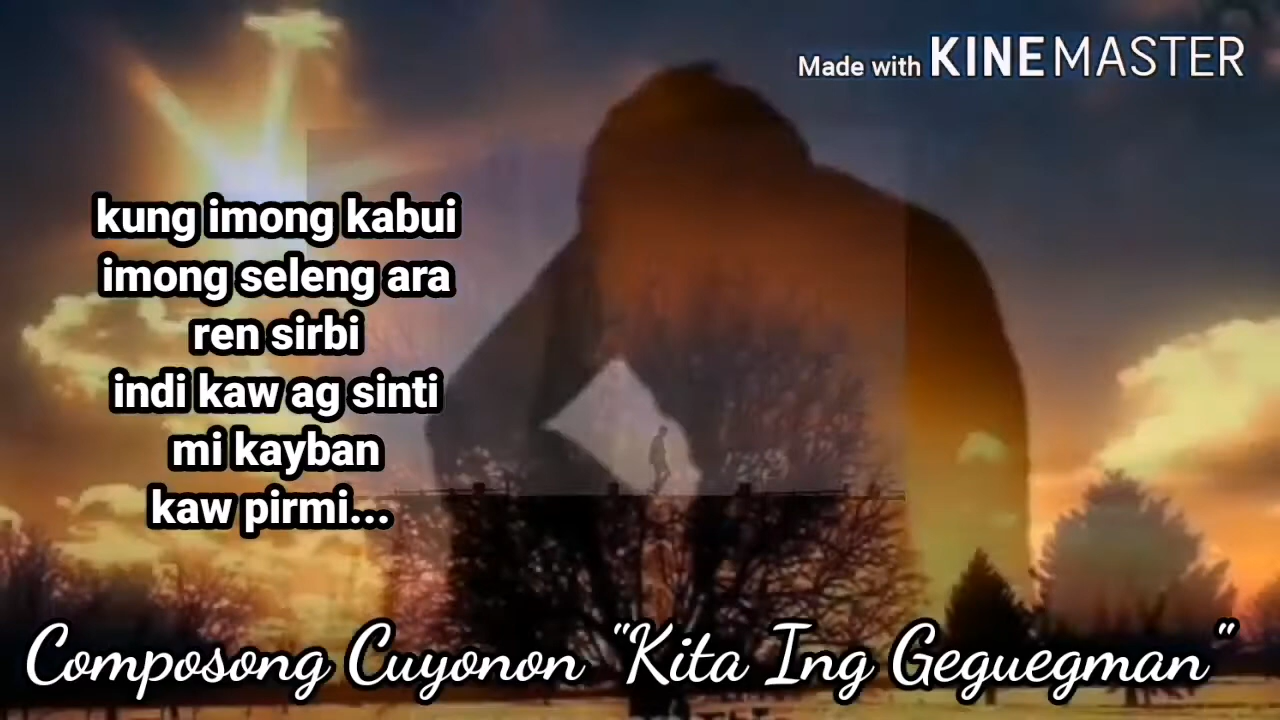 Made with KINEMASTER
kung imong kabui
imong seleng ara
ren sirbi
indi kaw ag sinti
mi kayban
kaw pirmi...
Composong Cuyonon "Kita Ing Geguegman"